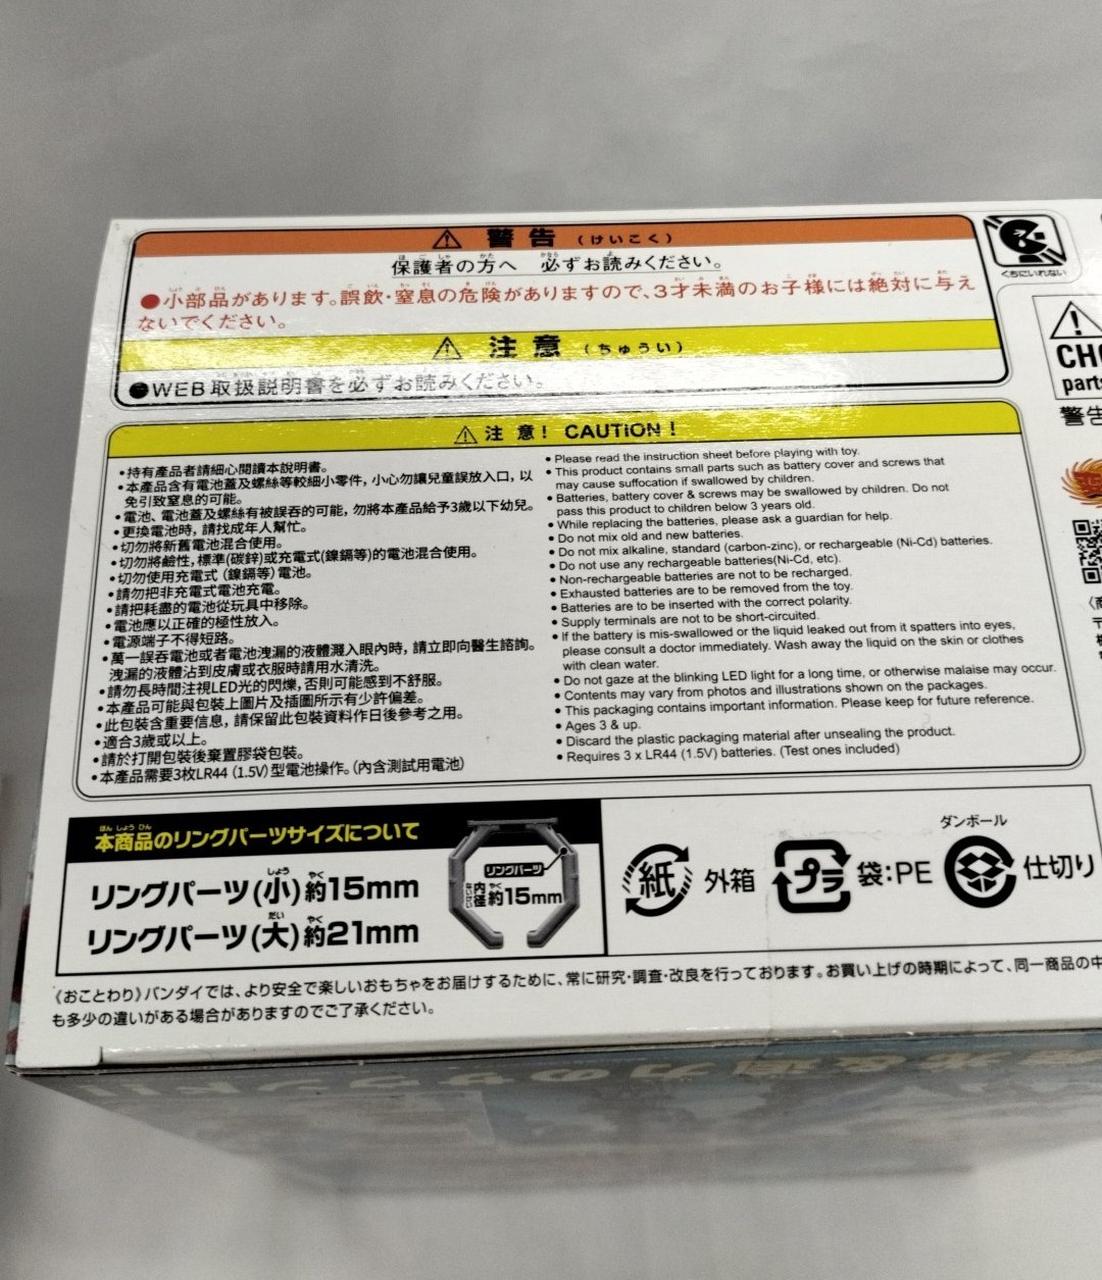 警告（けいこく）
保護者の方へ 必ずお読みください。
●小部品があります。誤飲・窒息の危険がありますので、3才未満のお子様には絶対に与え
ないでください。
注意（ちゅうい）
●WEB取扱説明書を必ずお読みください。
くちにいれない
CHO
parts
警告
注 意！ CAUTION！
•持有產品者請細心閱讀本說明書。
•本產品含有電池蓋及螺絲等較細小零件，小心勿讓兒童誤放入口，以
免引致窒息的可能。
•電池、電池蓋及螺絲有被誤吞的可能，勿將本產品給予3歲以下幼兒。
•更換電池時，請找成年人幫忙。
•切勿將新舊電池混合使用。
•切勿將鹼性，標準(碳鋅)或充電式(鎳鎘等)的電池混合使用。
•切勿使用充電式（鎳鎘等）電池。
•請勿把非充電式電池充電。
•請把耗盡的電池從玩具中移除。
•電池應以正確的極性放入。
•電源端子不得短路。
•萬一誤吞電池或者電池洩漏的液體濺入眼內時，請立即向醫生諮詢。
洩漏的液體沾到皮膚或衣服時請用水清洗。
•請勿長時間注視LED光的閃爍，否則可能感到不舒服。
•本產品可能與包裝上圖片及插圖所示有少許偏差。
•此包裝含重要信息，請保留此包裝資料作日後參考之用。
•適合3歲或以上。
•請於打開包裝後棄置膠袋包裝。
•本產品需要3枚LR44（1.5V）型電池操作。（內含測試用電池）
• Please read the instruction sheet before playing with toy.
• This product contains small parts such as battery cover and screws that
may cause suffocation if swallowed by children.
• Batteries, battery cover & screws may be swallowed by children. Do not
pass this product to children below 3 years old.
• While replacing the batteries, please ask a guardian for help.
• Do not mix old and new batteries.
• Do not mix alkaline, standard (carbon-zinc), or rechargeable (Ni-Cd) batteries.
• Do not use any rechargeable batteries(Ni-Cd, etc).
• Non-rechargeable batteries are not to be recharged.
• Exhausted batteries are to be removed from the toy.
• Batteries are to be inserted with the correct polarity.
• Supply terminals are not to be short-circuited.
• If the battery is mis-swallowed or the liquid leaked out from it spatters into eyes,
please consult a doctor immediately. Wash away the liquid on the skin or clothes
with clean water.
• Do not gaze at the blinking LED light for a long time, or otherwise malaise may occur.
• Contents may vary from photos and illustrations shown on the packages.
• This packaging contains important information. Please keep for future reference.
• Ages 3 & up.
• Discard the plastic packaging material after unsealing the product.
• Requires 3 x LR44 (1.5V) batteries. (Test ones included)
本商品のリングパーツサイズについて
リングパーツ(小)約15mm
リングパーツ(大)約21mm
リングパーツ
内径約15mm
紙 外箱
プラ 袋：PE
ダンボール
仕切り
《おことわり》バンダイでは、より安全で楽しいおもちゃをお届けするために、常に研究・調査・改良を行っております。お買い上げの時期によって、同一商品の中
も多少の違いがある場合がありますのでご了承ください。